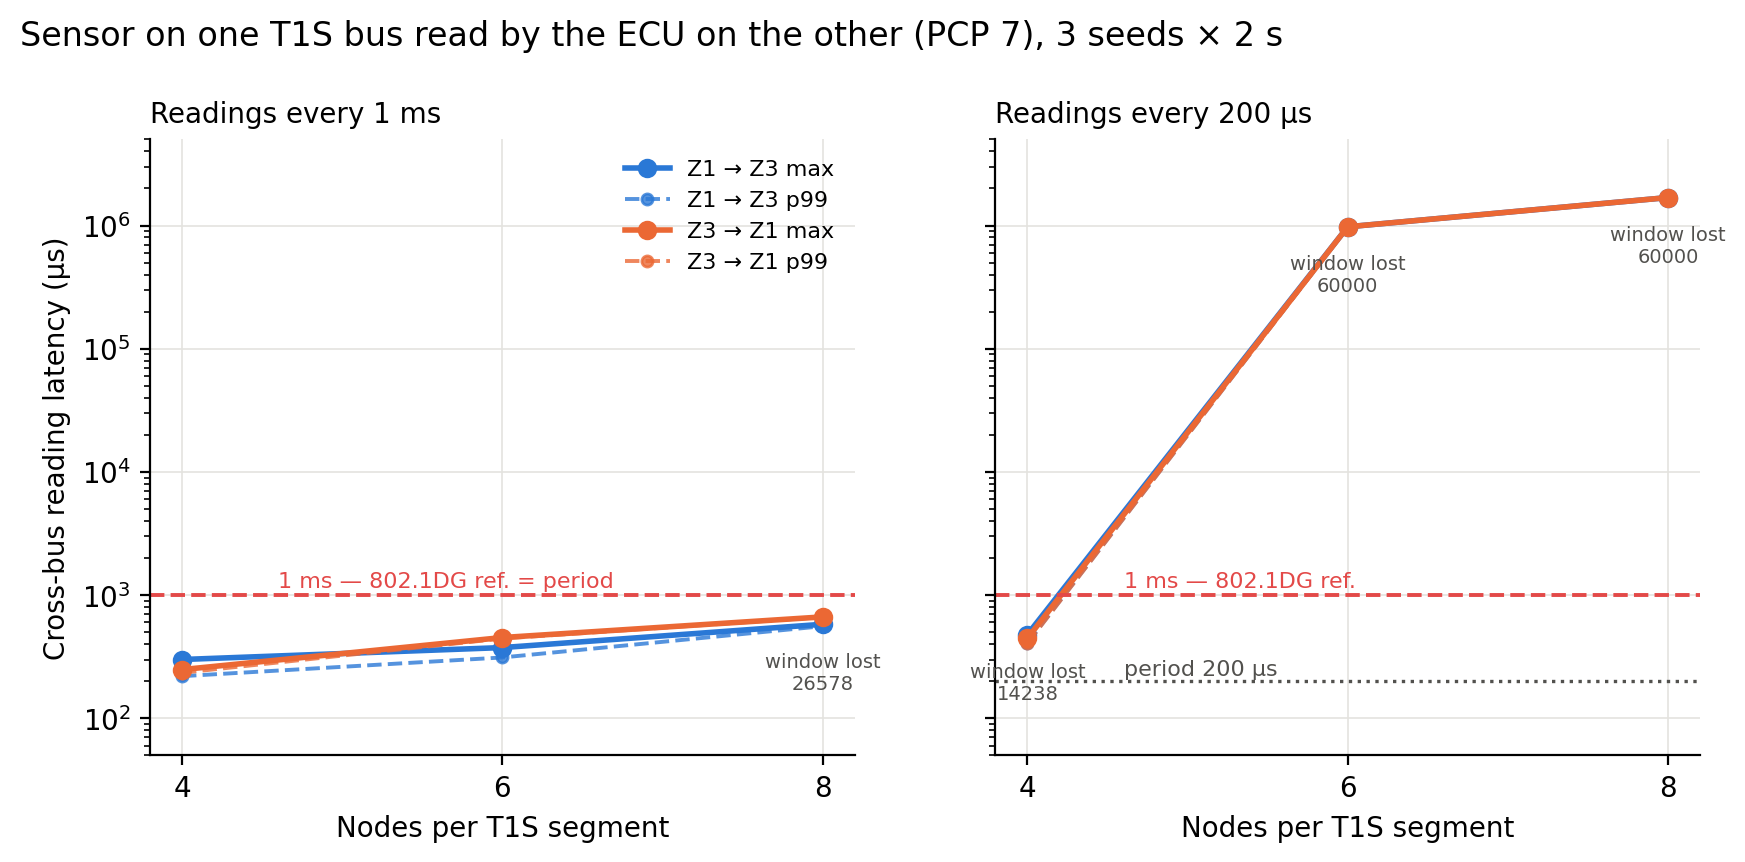 Sensor on one T1S bus read by the ECU on the other (PCP 7), 3 seeds × 2 s
Readings every 1 ms
Z1 → Z3 max
Z1 → Z3 p99
Z3 → Z1 max
Z3 → Z1 p99
10⁶
10⁵
10⁴
10³
10²
Cross-bus reading latency (µs)
1 ms — 802.1DG ref. = period
window lost
26578
4
6
8
Nodes per T1S segment
Readings every 200 µs
window lost
60000
window lost
60000
1 ms — 802.1DG ref.
window lost
14238
period 200 µs
4
6
8
Nodes per T1S segment